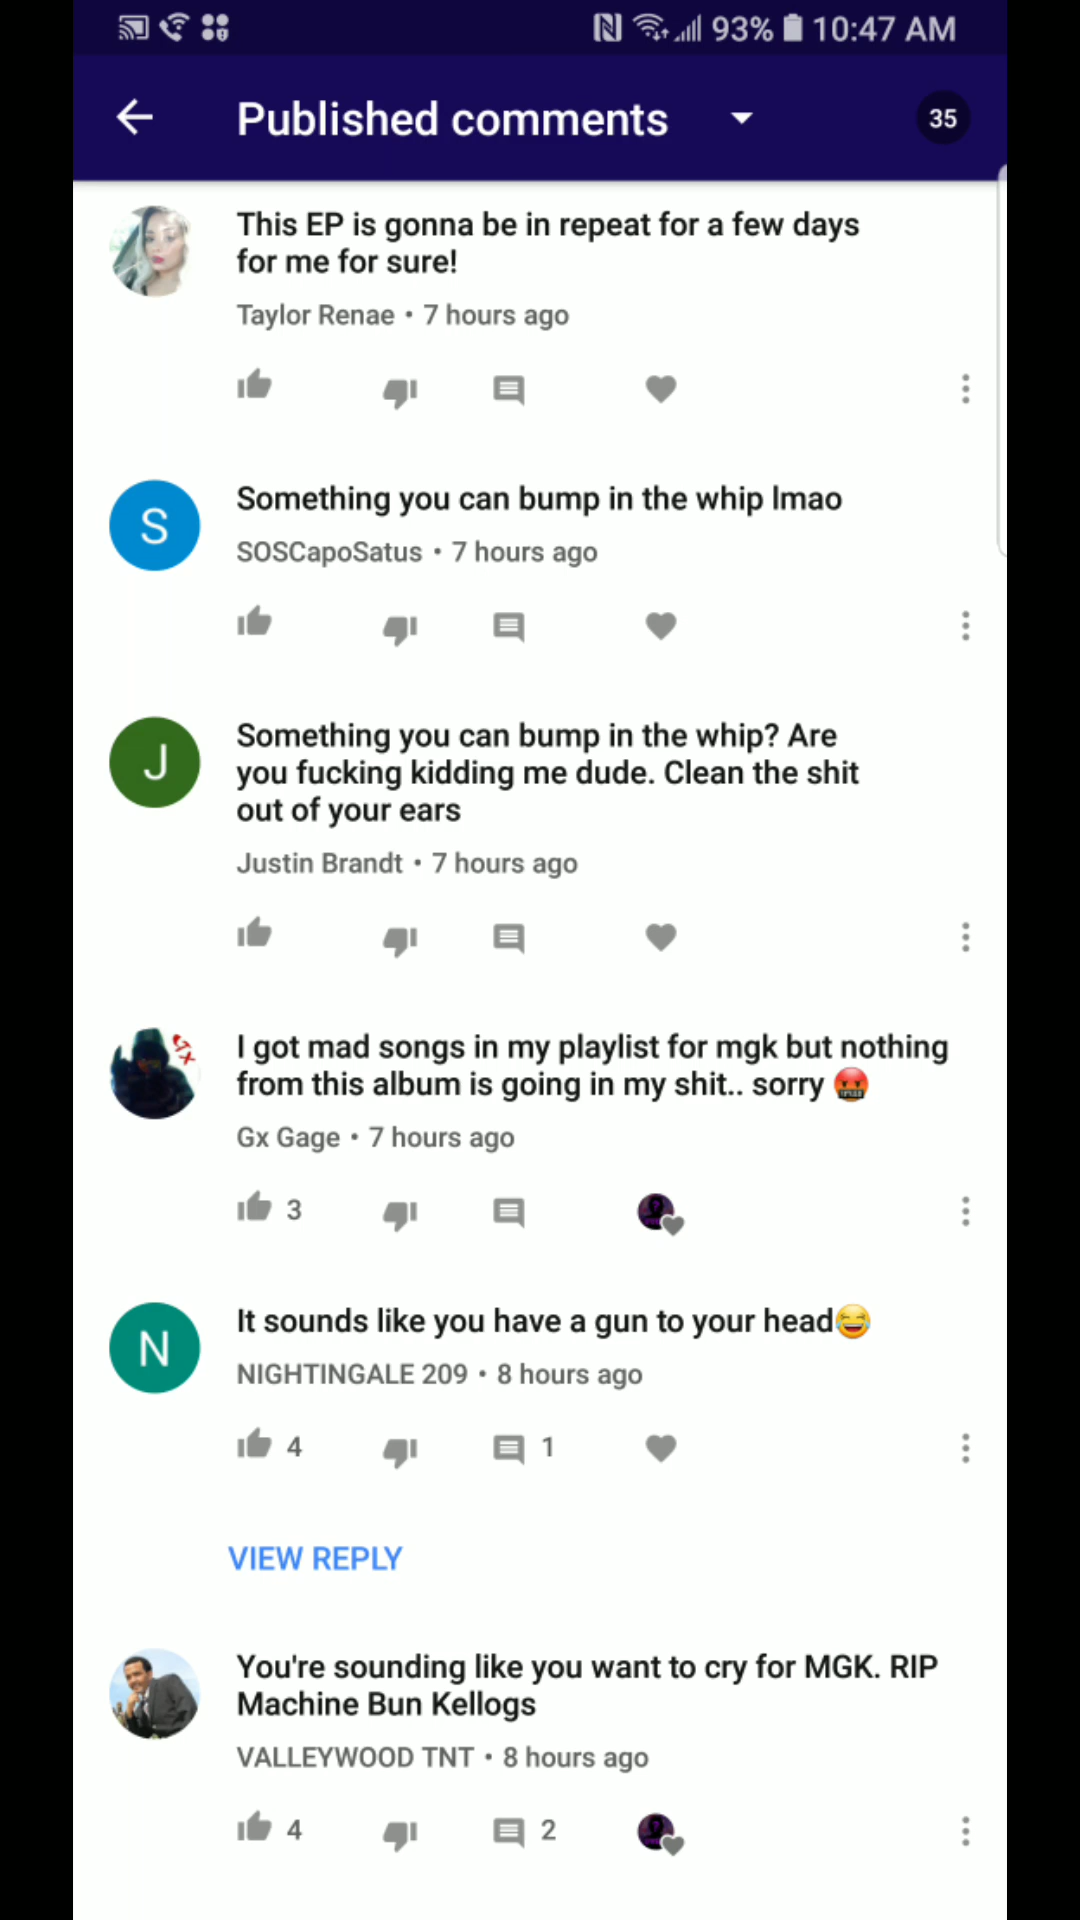 93% 10:47 AM
Published comments
35
This EP is gonna be in repeat for a few days
for me for sure!
Taylor Renae • 7 hours ago
S
Something you can bump in the whip lmao
SOSCapoSatus • 7 hours ago
J
Something you can bump in the whip? Are
you fucking kidding me dude. Clean the shit
out of your ears
Justin Brandt • 7 hours ago
I got mad songs in my playlist for mgk but nothing
from this album is going in my shit.. sorry 🤬
Gx Gage • 7 hours ago
3
N
It sounds like you have a gun to your head😂
NIGHTINGALE 209 • 8 hours ago
4 1
VIEW REPLY
You're sounding like you want to cry for MGK. RIP
Machine Bun Kellogs
VALLEYWOOD TNT • 8 hours ago
4 2